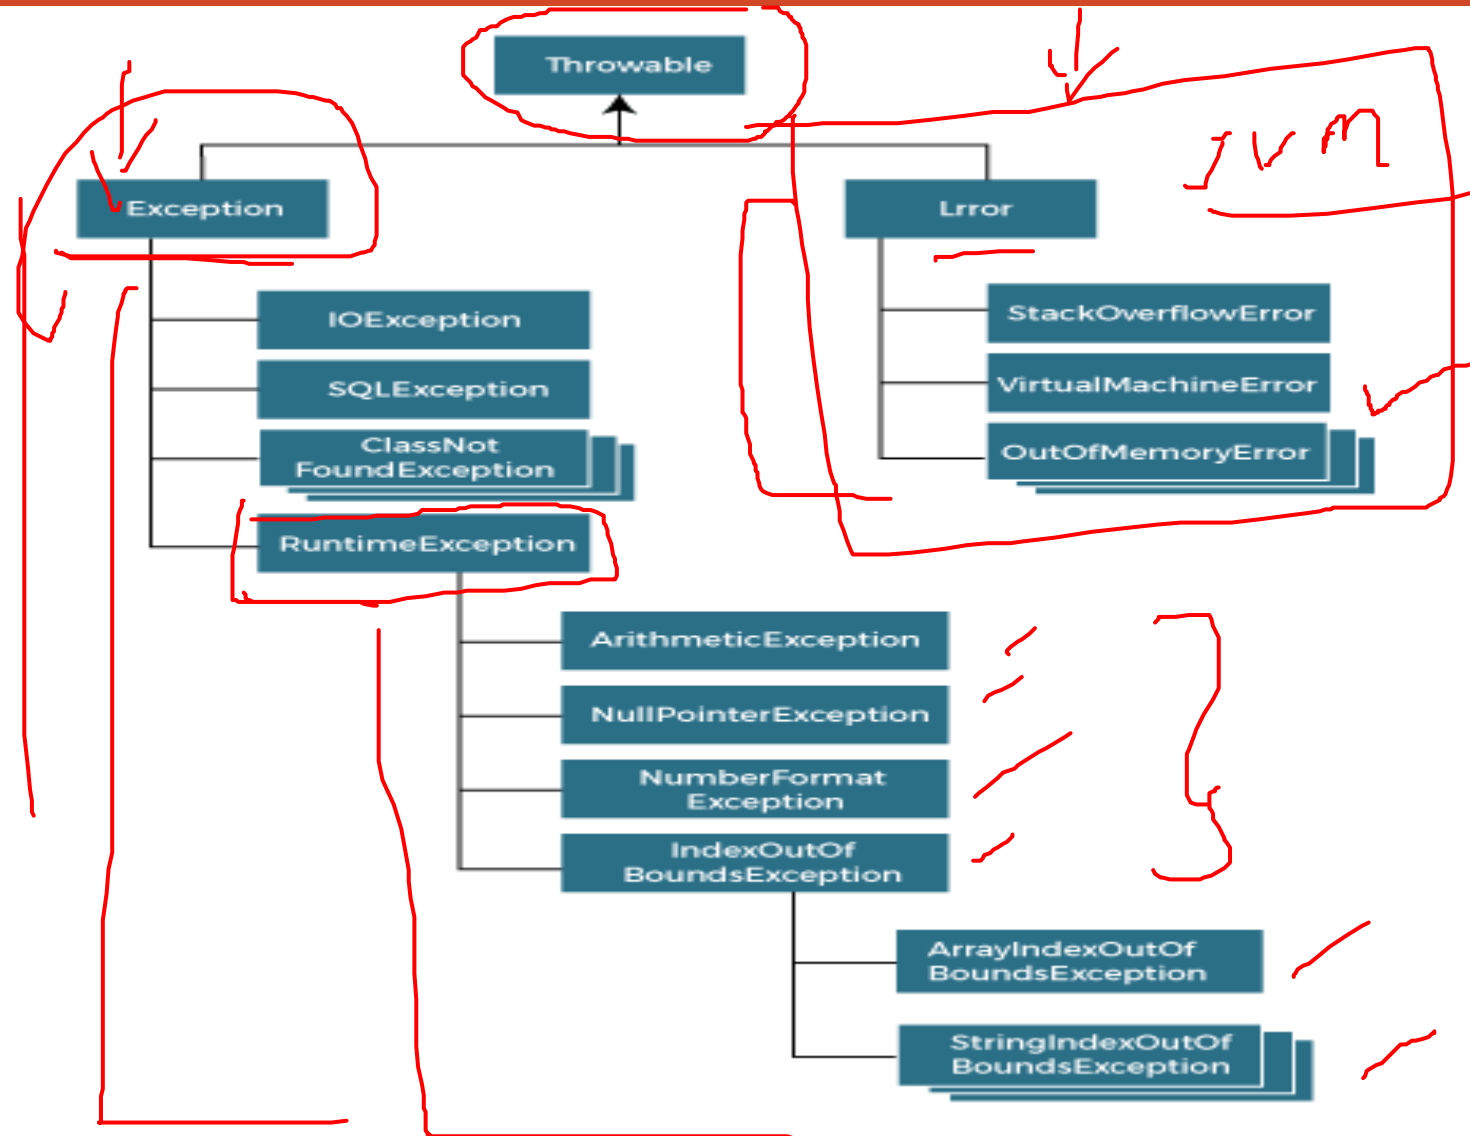 Throwable
Exception
Lrror
JVM
IOException
SQLException
ClassNot
FoundException
RuntimeException
StackOverflowError
VirtualMachineError
OutOfMemoryError
ArithmeticException
NullPointerException
NumberFormat
Exception
IndexOutOf
BoundsException
ArrayIndexOutOf
BoundsException
StringIndexOutOf
BoundsException